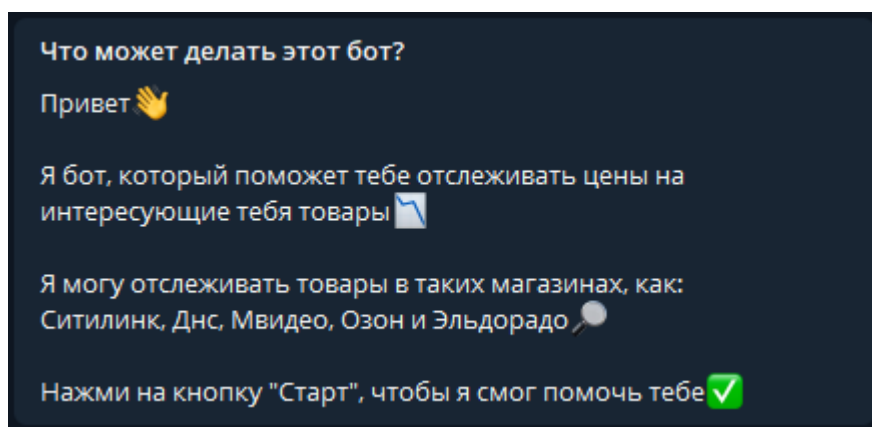 Что может делать этот бот?
Привет👋
Я бот, который поможет тебе отслеживать цены на
интересующие тебя товары📉
Я могу отслеживать товары в таких магазинах, как:
Ситилинк, Днс, Мвидео, Озон и Эльдорадо🔎
Нажми на кнопку "Старт", чтобы я смог помочь тебе✅